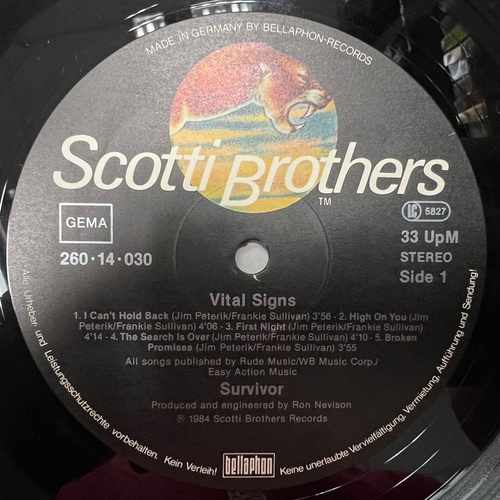 MADE IN GERMANY BY BELLAPHON-RECORDS
Scotti Brothers
TM
GEMA
LC 5827
260·14·030
33 UpM
STEREO
Side 1
Vital Signs
1. I Can't Hold Back (Jim Peterik/Frankie Sullivan) 3'56 - 2. High On You (Jim
Peterik/Frankie Sullivan) 4'06 - 3. First Night (Jim Peterik/Frankie Sullivan)
4'14 - 4. The Search Is Over (Jim Peterik/Frankie Sullivan) 4'10 - 5. Broken
Promises (Jim Peterik/Frankie Sullivan) 3'55
All songs published by Rude Music/WB Music CorpJ
Easy Action Music
Survivor
Produced and engineered by Ron Nevison
℗ 1984 Scotti Brothers Records
bellaphon
Alle Urheber- und Leistungsschutzrechte vorbehalten. Kein Verleih! Keine unerlaubte Vervielfältigung, Vermietung, Aufführung und Sendung!